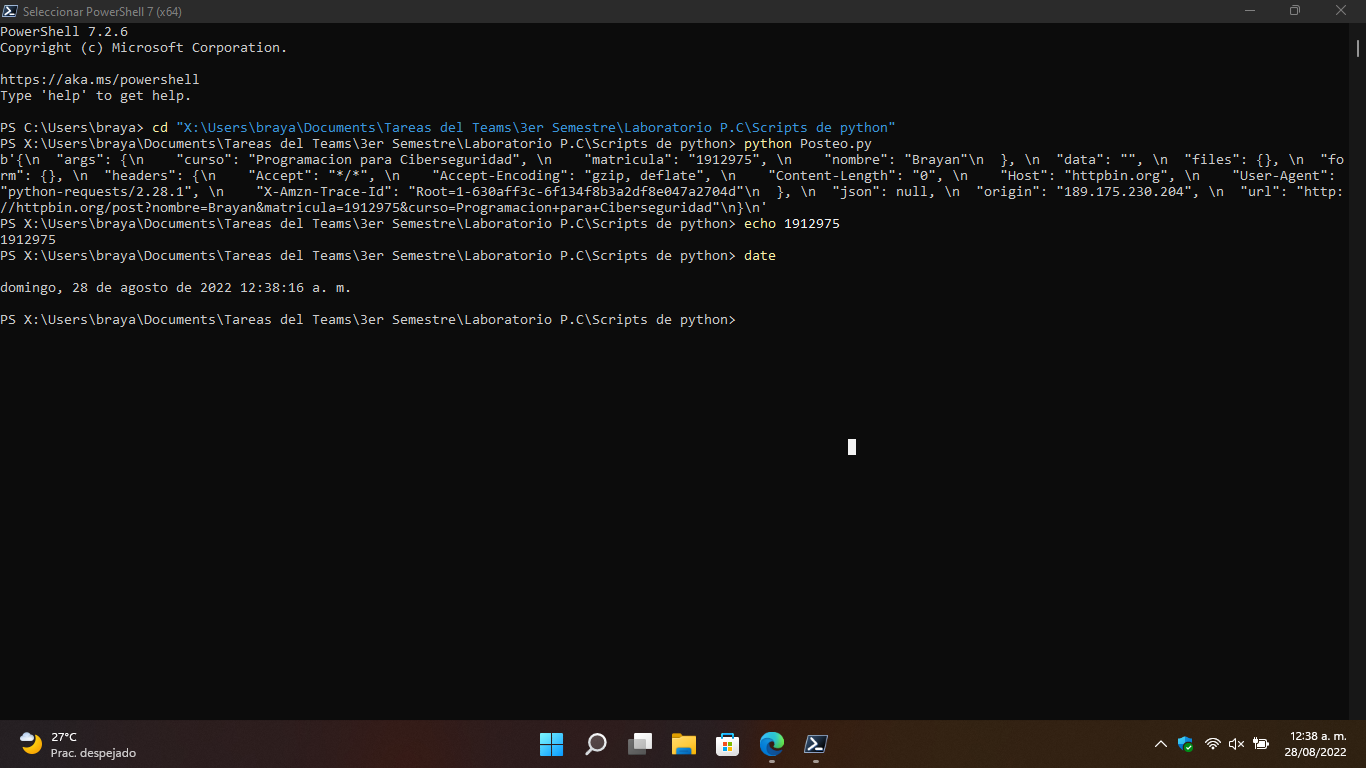 Seleccionar PowerShell 7 (x64)
PowerShell 7.2.6
Copyright (c) Microsoft Corporation.
https://aka.ms/powershell
Type 'help' to get help.
PS C:\Users\braya> cd "X:\Users\braya\Documents\Tareas del Teams\3er Semestre\Laboratorio P.C\Scripts de python"
PS X:\Users\braya\Documents\Tareas del Teams\3er Semestre\Laboratorio P.C\Scripts de python> python Posteo.py
b'{\n  "args": {\n    "curso": "Programacion para Ciberseguridad", \n    "matricula": "1912975", \n    "nombre": "Brayan"\n  }, \n  "data": "", \n  "files": {}, \n  "fo
rm": {}, \n  "headers": {\n    "Accept": "*/*", \n    "Accept-Encoding": "gzip, deflate", \n    "Content-Length": "0", \n    "Host": "httpbin.org", \n    "User-Agent":
"python-requests/2.28.1", \n    "X-Amzn-Trace-Id": "Root=1-630aff3c-6f134f8b3a2df8e047a2704d"\n  }, \n  "json": null, \n  "origin": "189.175.230.204", \n  "url": "http:
//httpbin.org/post?nombre=Brayan&matricula=1912975&curso=Programacion+para+Ciberseguridad"\n}\n'
PS X:\Users\braya\Documents\Tareas del Teams\3er Semestre\Laboratorio P.C\Scripts de python> echo 1912975
1912975
PS X:\Users\braya\Documents\Tareas del Teams\3er Semestre\Laboratorio P.C\Scripts de python> date
domingo, 28 de agosto de 2022 12:38:16 a. m.
PS X:\Users\braya\Documents\Tareas del Teams\3er Semestre\Laboratorio P.C\Scripts de python>
27°C
Prac. despejado
12:38 a. m.
28/08/2022